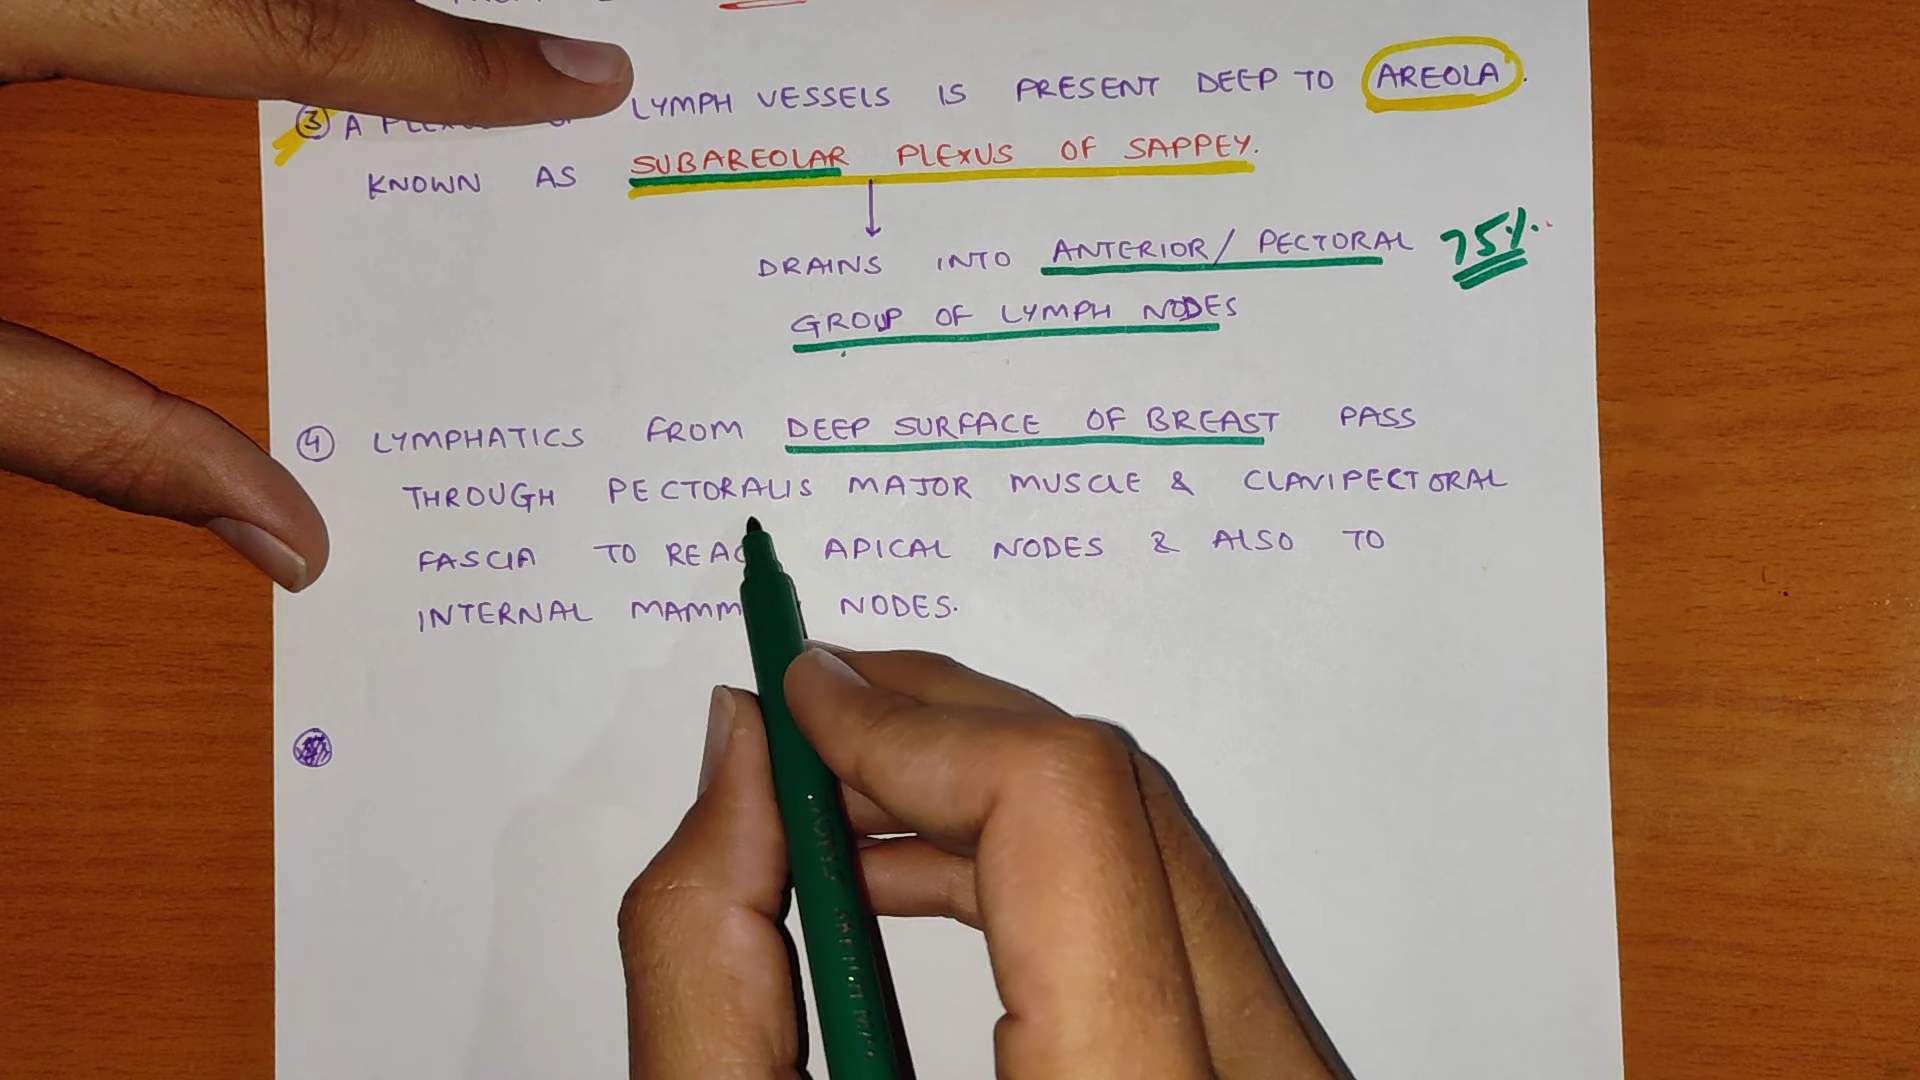 ③ A LYMPH VESSELS IS PRESENT DEEP TO AREOLA.
KNOWN AS SUBAREOLAR PLEXUS OF SAPPEY.
DRAINS INTO ANTERIOR / PECTORAL 75%.
GROUP OF LYMPH NODES
④ LYMPHATICS FROM DEEP SURFACE OF BREAST PASS
THROUGH PECTORALIS MAJOR MUSCLE & CLAVIPECTORAL
FASCIA TO REAC APICAL NODES & ALSO TO
INTERNAL MAMM NODES.